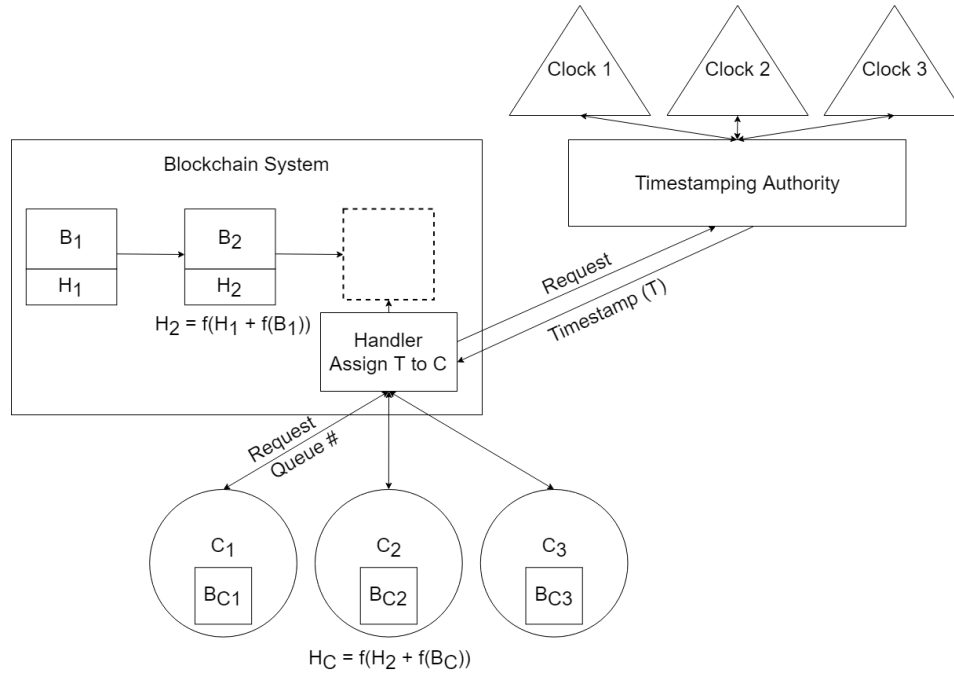 Clock 1
Clock 2
Clock 3
Timestamping Authority
Blockchain System
B1
B2
H1
H2
H2 = f(H1 + f(B1))
Handler
Assign T to C
Request
Timestamp (T)
Request
Queue #
C1
C2
C3
BC1
BC2
BC3
HC = f(H2 + f(BC))